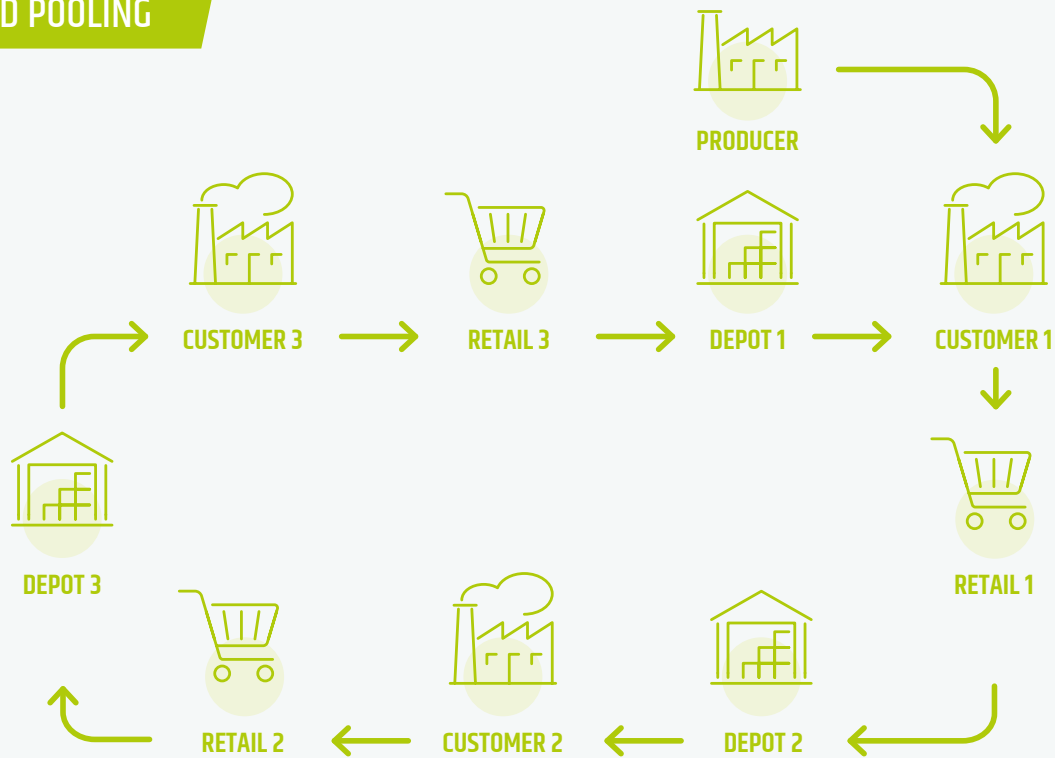 D POOLING
PRODUCER
CUSTOMER 3
RETAIL 3
DEPOT 1
CUSTOMER 1
DEPOT 3
RETAIL 1
RETAIL 2
CUSTOMER 2
DEPOT 2